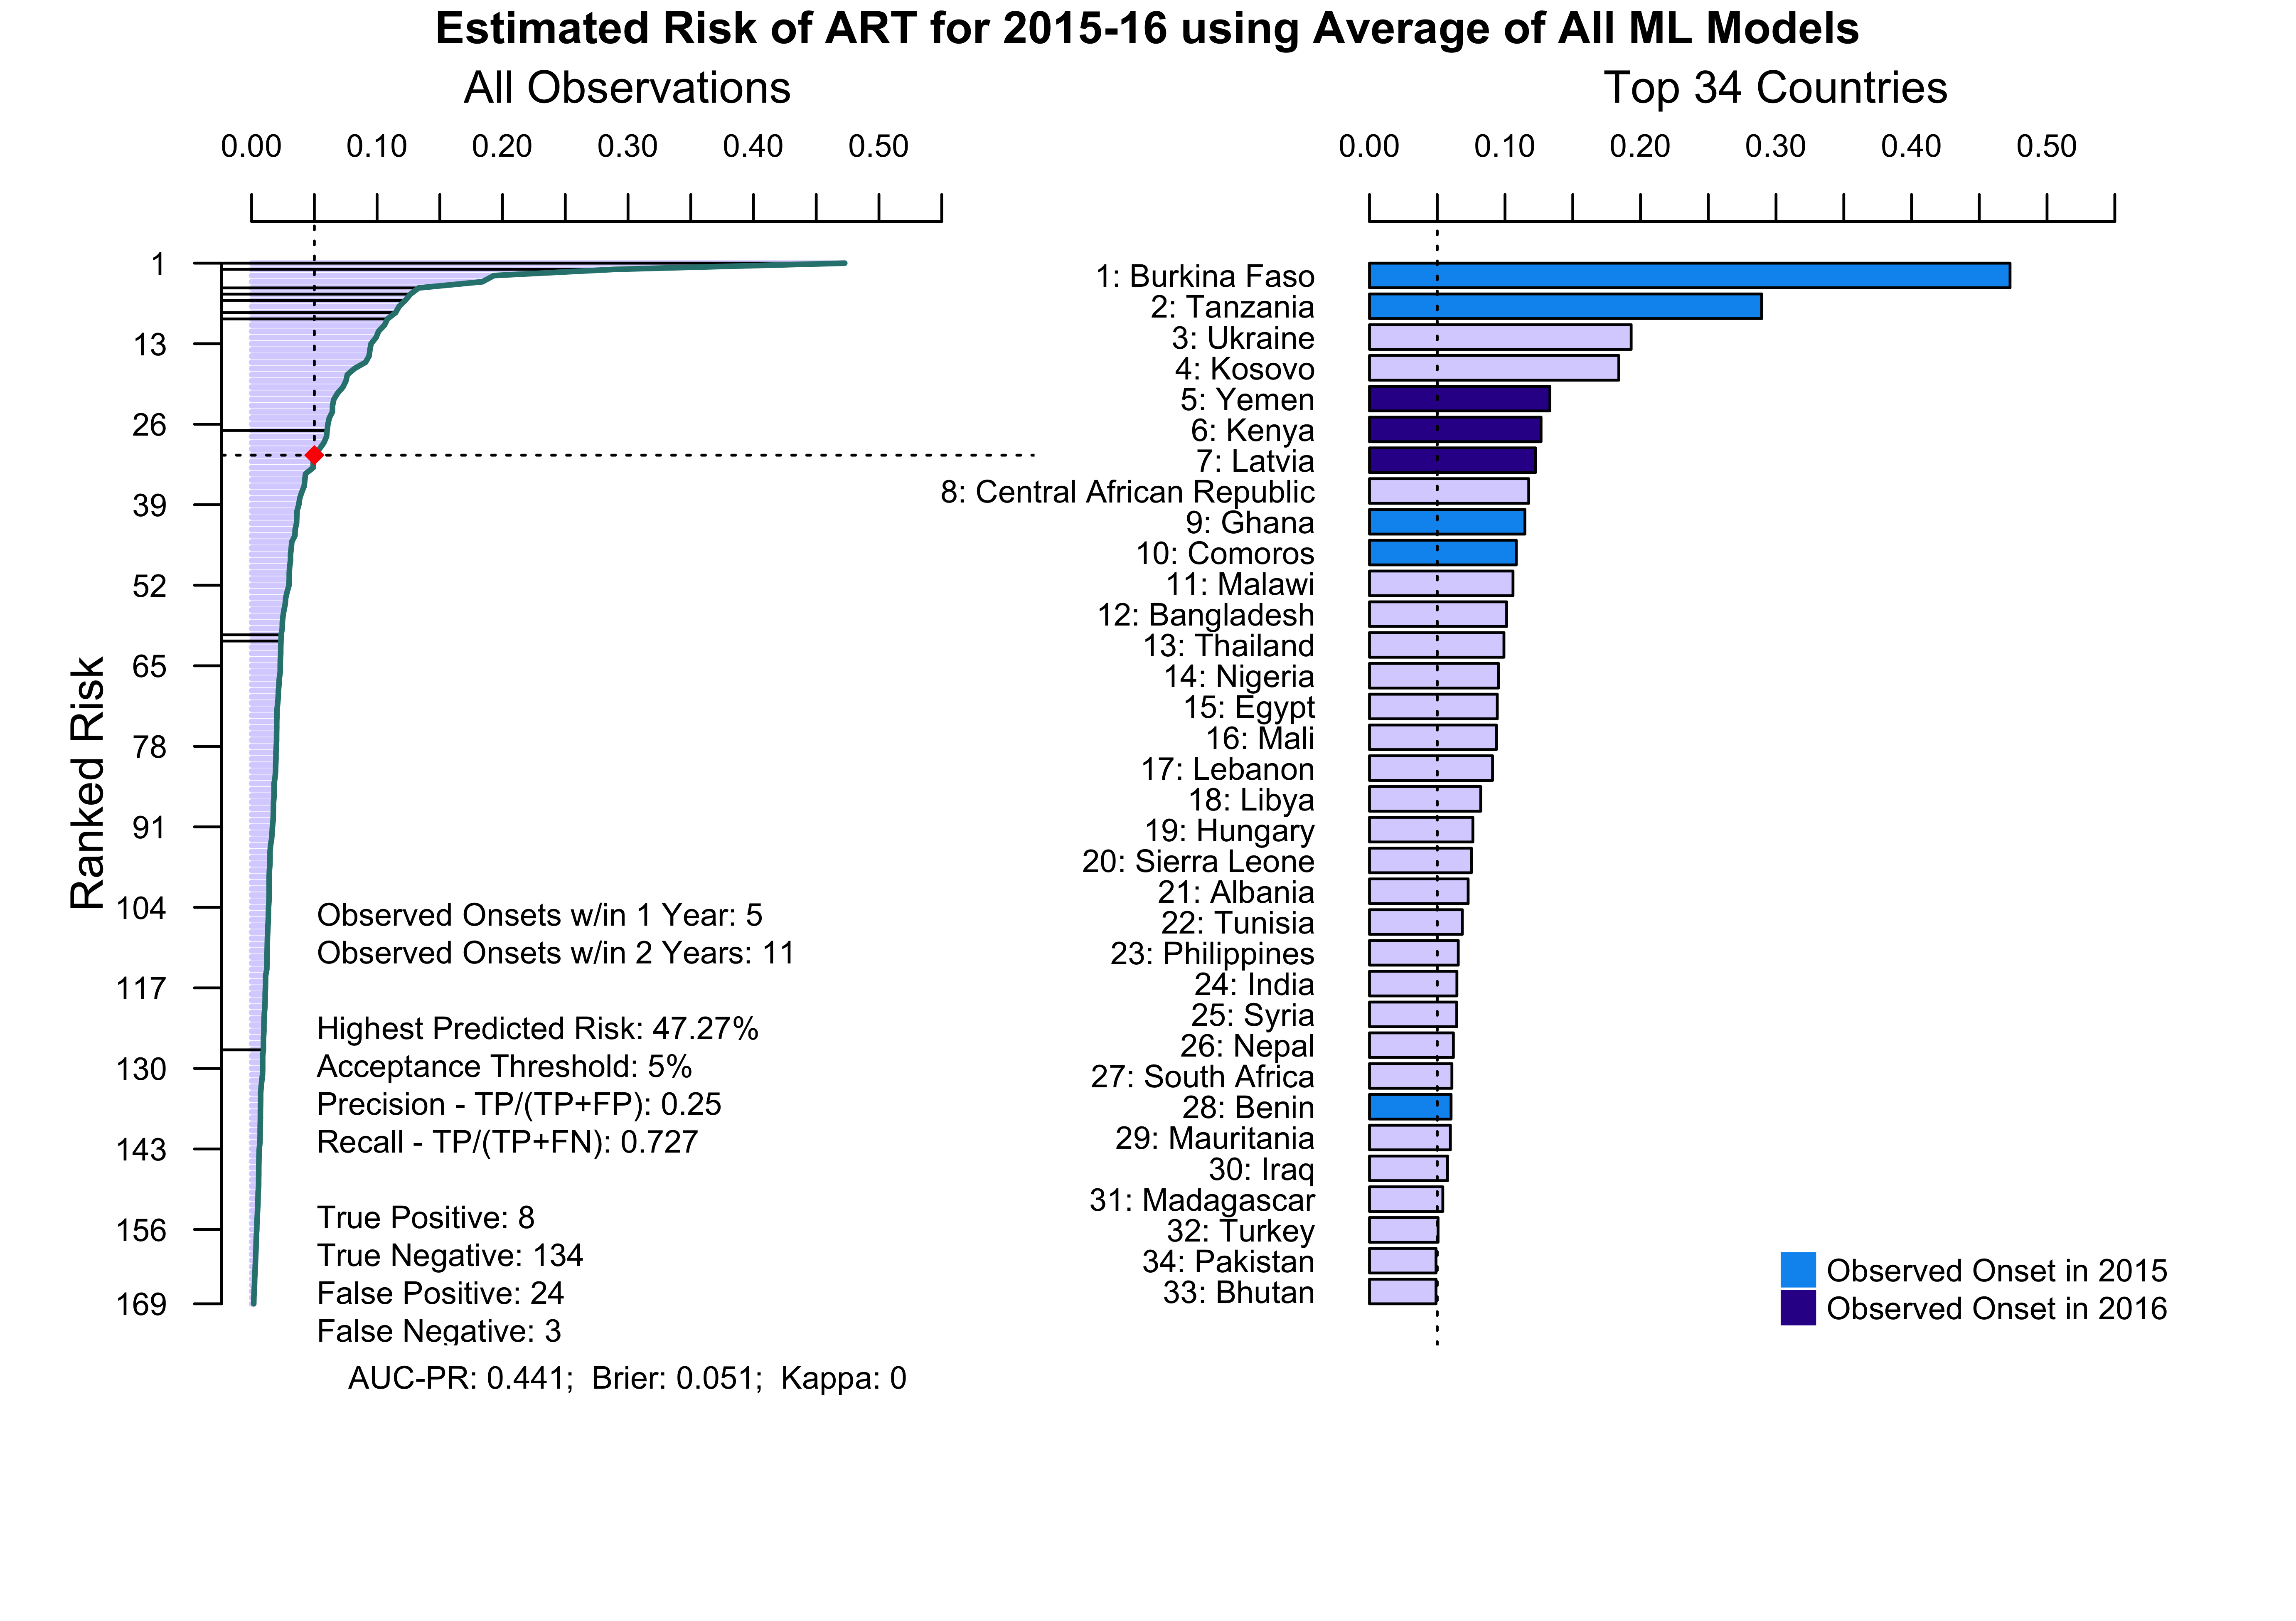 Estimated Risk of ART for 2015-16 using Average of All ML Models
All Observations
0.00 0.10 0.20 0.30 0.40 0.50
Ranked Risk
1
13
26
39
52
65
78
91
104
117
130
143
156
169
Observed Onsets w/in 1 Year: 5
Observed Onsets w/in 2 Years: 11
Highest Predicted Risk: 47.27%
Acceptance Threshold: 5%
Precision - TP/(TP+FP): 0.25
Recall - TP/(TP+FN): 0.727
True Positive: 8
True Negative: 134
False Positive: 24
False Negative: 3
AUC-PR: 0.441; Brier: 0.051; Kappa: 0
Top 34 Countries
0.00 0.10 0.20 0.30 0.40 0.50
1: Burkina Faso
2: Tanzania
3: Ukraine
4: Kosovo
5: Yemen
6: Kenya
7: Latvia
8: Central African Republic
9: Ghana
10: Comoros
11: Malawi
12: Bangladesh
13: Thailand
14: Nigeria
15: Egypt
16: Mali
17: Lebanon
18: Libya
19: Hungary
20: Sierra Leone
21: Albania
22: Tunisia
23: Philippines
24: India
25: Syria
26: Nepal
27: South Africa
28: Benin
29: Mauritania
30: Iraq
31: Madagascar
32: Turkey
34: Pakistan
33: Bhutan
Observed Onset in 2015
Observed Onset in 2016